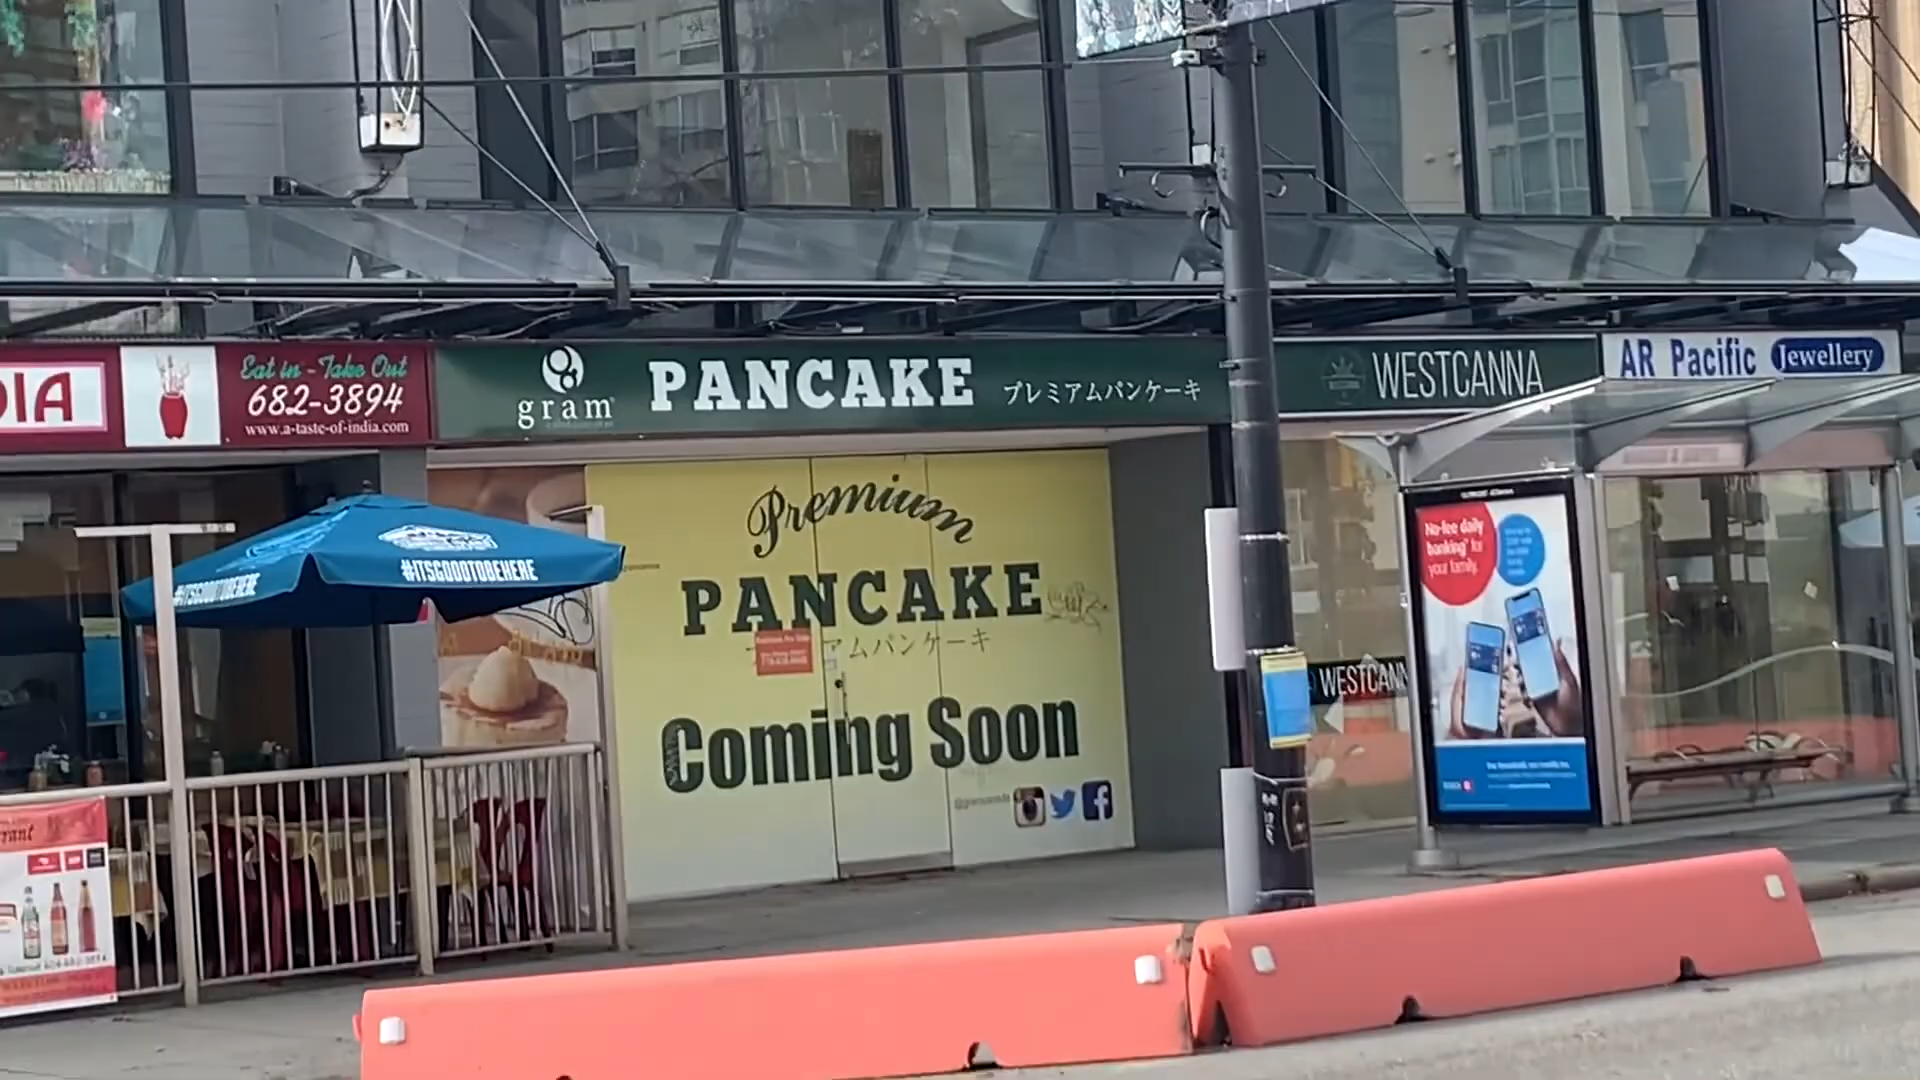 DIA
Eat in - Take Out
682-3894
www.a-taste-of-india.com
gram
PANCAKE
プレミアムパンケーキ
WESTCANNA
AR Pacific Jewellery
#ITSGOODTOBEHERE
#ITSGOODTOBEHERE
Premium
PANCAKE
アムパンケーキ
Coming Soon
WESTCANN
No-fee daily
banking* for
your family.